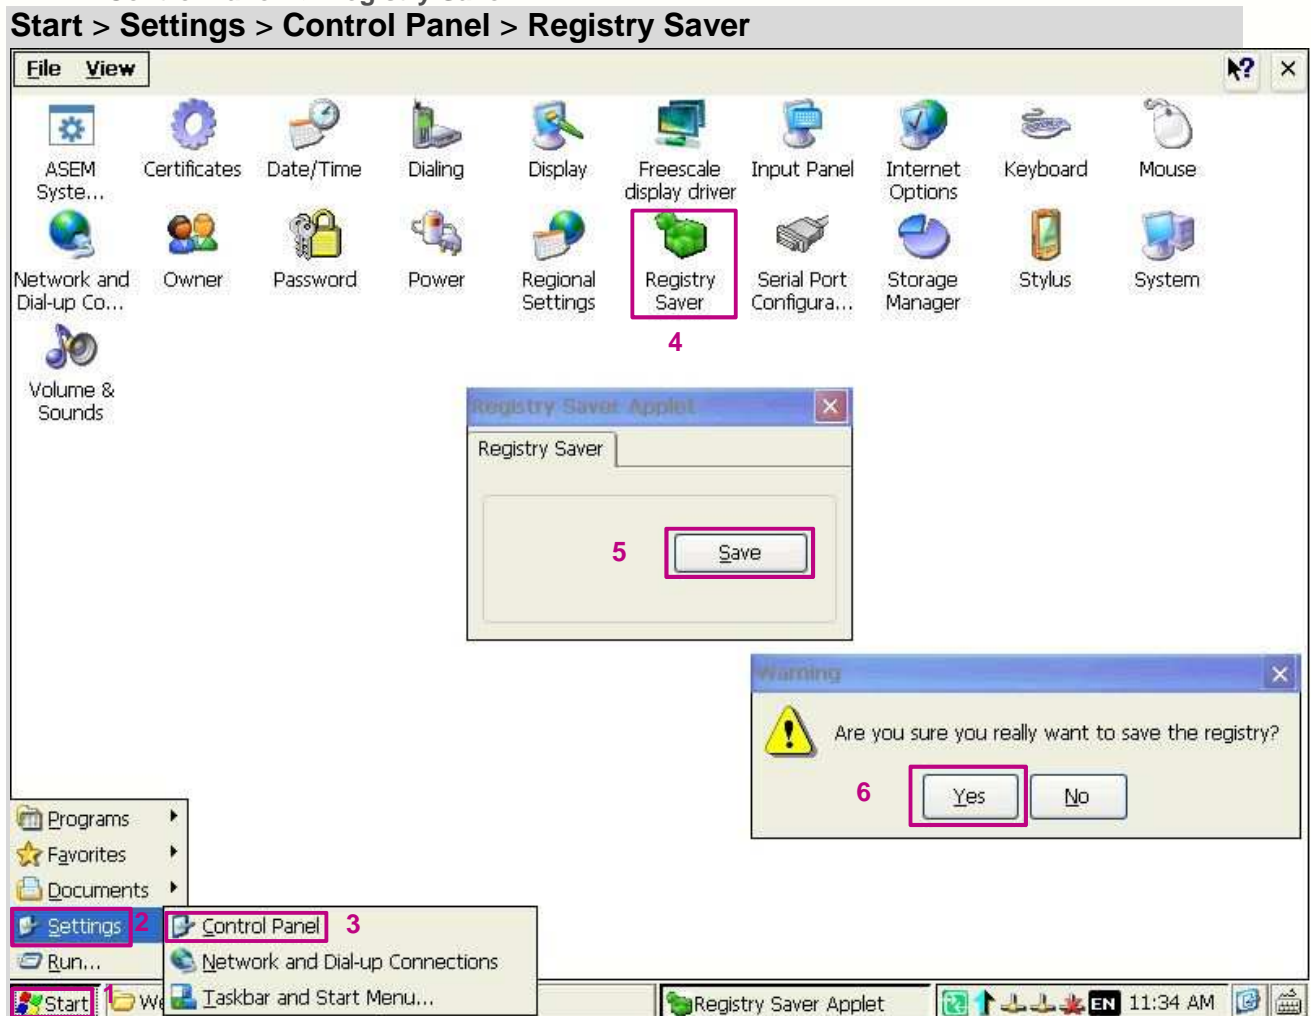 Start > Settings > Control Panel > Registry Saver
File View
ASEM Certificates Date/Time Dialing Display Freescale Input Panel Internet Keyboard Mouse
Syste... display driver Options
Network and Owner Password Power Regional Registry Serial Port Storage Stylus System
Dial-up Co... Settings Saver Configura... Manager
4
Volume &
Sounds
Registry Saver Applet
Registry Saver
5 Save
Warning
Are you sure you really want to save the registry?
6 Yes No
Programs
Favorites
Documents
Settings 2 Control Panel 3
Run... Network and Dial-up Connections
Taskbar and Start Menu...
Start 1 We Registry Saver Applet EN 11:34 AM